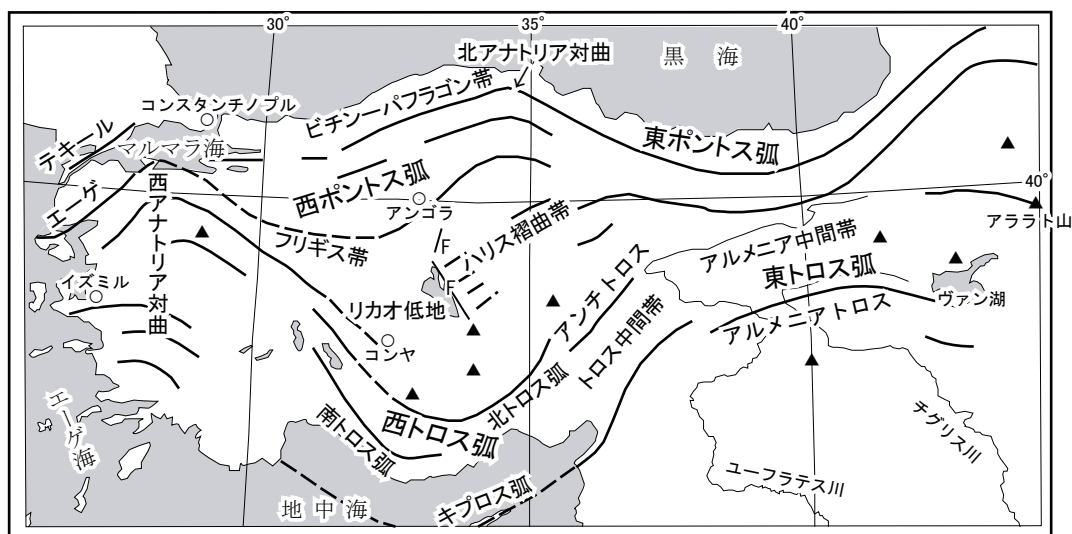 30°
35°
40°
北アナトリア対曲
黒海
コンスタンチノプル
ビチンーパフラゴン帯
テキール
マルマラ海
東ポントス弧
西ポントス弧
40°
エーゲ
西アナトリア対曲
アンゴラ
アララト山
フリギス帯
F
ハリス褶曲帯
アルメニア中間帯
東トロス弧
イズミル
F
ヴァン湖
リカオ低地
アンチトロス
アルメニアトロス
コンヤ
トロス中間帯
北トロス弧
エーゲ海
南トロス弧
西トロス弧
チグリス川
ユーフラテス川
地中海
キプロス弧